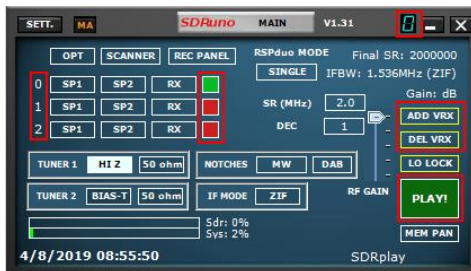 SETT. MA SDRuno MAIN V1.31 0 - X
OPT SCANNER REC PANEL RSPduo MODE Final SR: 2000000
SINGLE IFBW: 1.536MHz (ZIF)
0 SP1 SP2 RX Gain: dB
1 SP1 SP2 RX SR (MHz) 2.0 ADD VRX
2 SP1 SP2 RX DEC 1 DEL VRX
TUNER 1 HI Z 50 ohm NOTCHES MW DAB LO LOCK
TUNER 2 BIAS-T 50 ohm IF MODE ZIF RF GAIN PLAY!
Sdr: 0%
Sys: 2% MEM PAN
4/8/2019 08:55:50 SDRplay